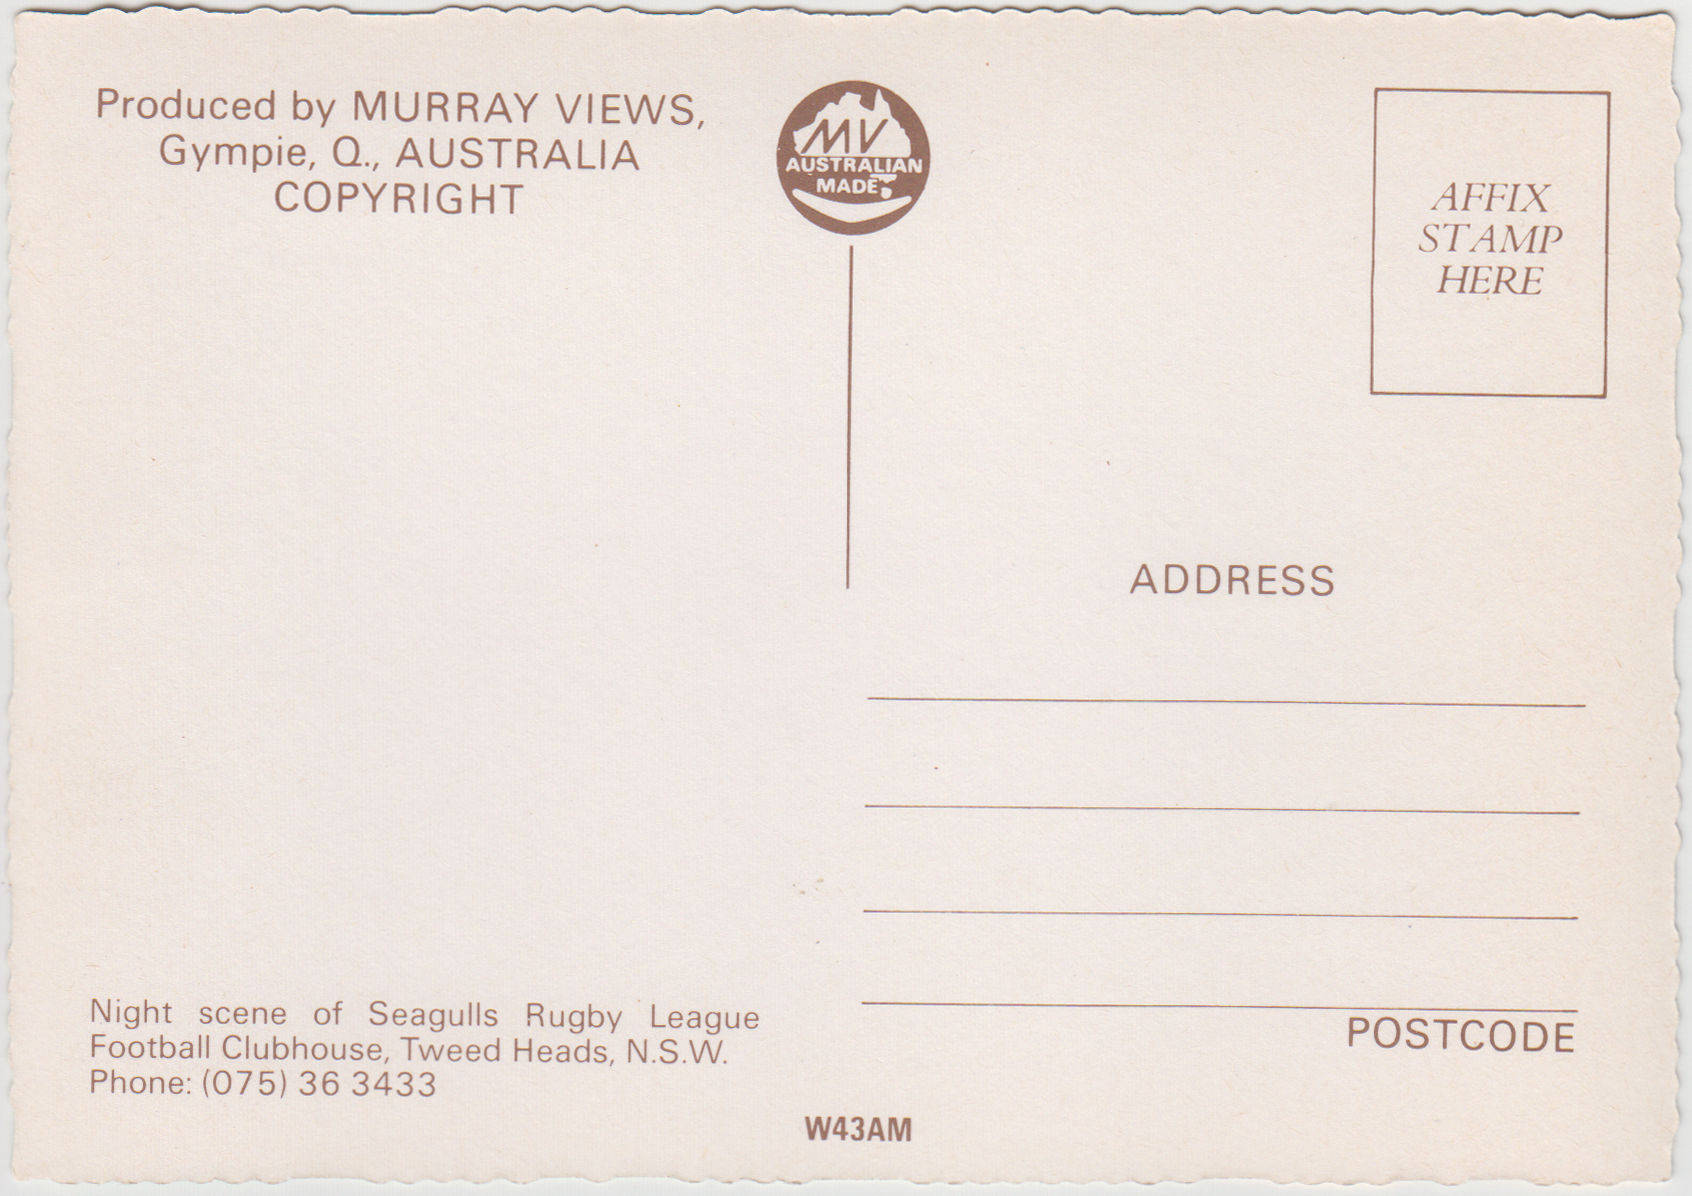 Produced by MURRAY VIEWS,
Gympie, Q., AUSTRALIA
COPYRIGHT
MV
AUSTRALIAN
MADE
AFFIX
STAMP
HERE
ADDRESS
POSTCODE
Night scene of Seagulls Rugby League
Football Clubhouse, Tweed Heads, N.S.W.
Phone: (075) 36 3433
W43AM